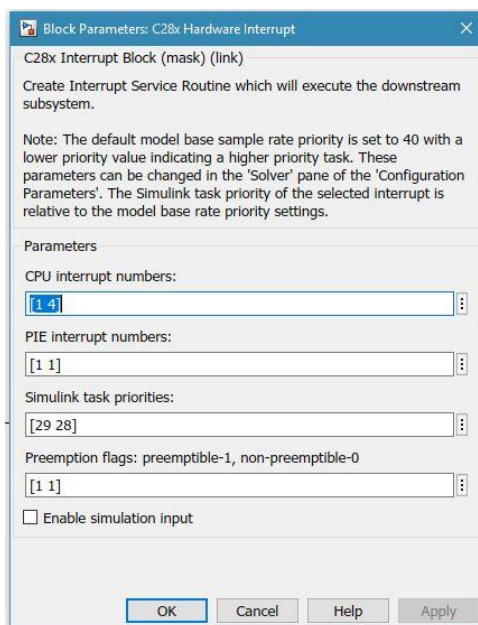 Block Parameters: C28x Hardware Interrupt
C28x Interrupt Block (mask) (link)
Create Interrupt Service Routine which will execute the downstream
subsystem.
Note: The default model base sample rate priority is set to 40 with a
lower priority value indicating a higher priority task. These
parameters can be changed in the 'Solver' pane of the 'Configuration
Parameters'. The Simulink task priority of the selected interrupt is
relative to the model base rate priority settings.
Parameters
CPU interrupt numbers:
[1 4]
PIE interrupt numbers:
[1 1]
Simulink task priorities:
[29 28]
Preemption flags: preemptible-1, non-preemptible-0
[1 1]
Enable simulation input
OK Cancel Help Apply